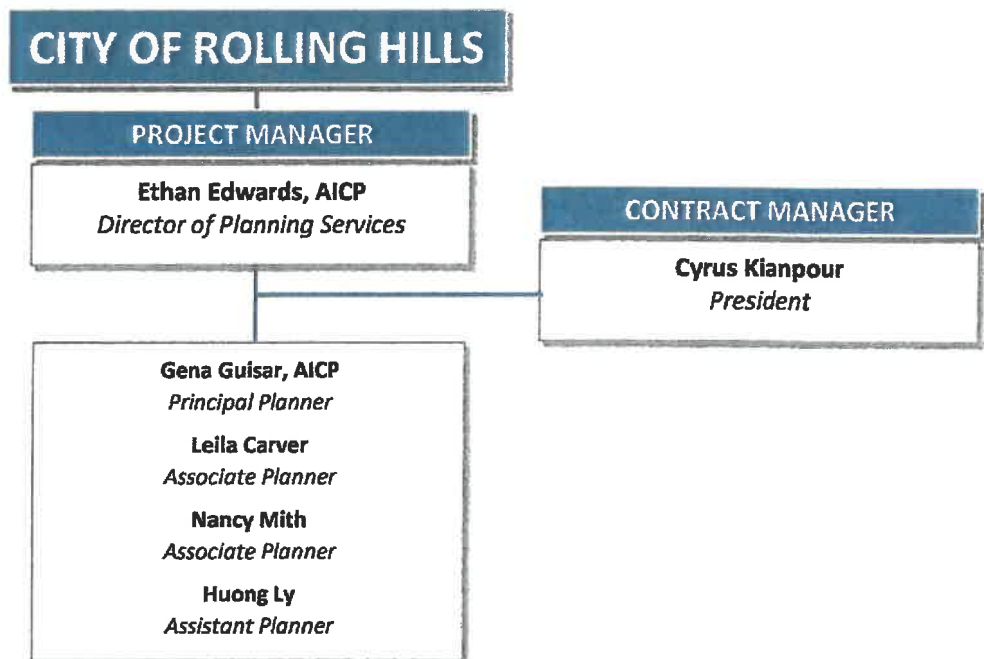 CITY OF ROLLING HILLS
PROJECT MANAGER
Ethan Edwards, AICP
Director of Planning Services
CONTRACT MANAGER
Cyrus Kianpour
President
Gena Guisar, AICP
Principal Planner
Leila Carver
Associate Planner
Nancy Mith
Associate Planner
Huong Ly
Assistant Planner